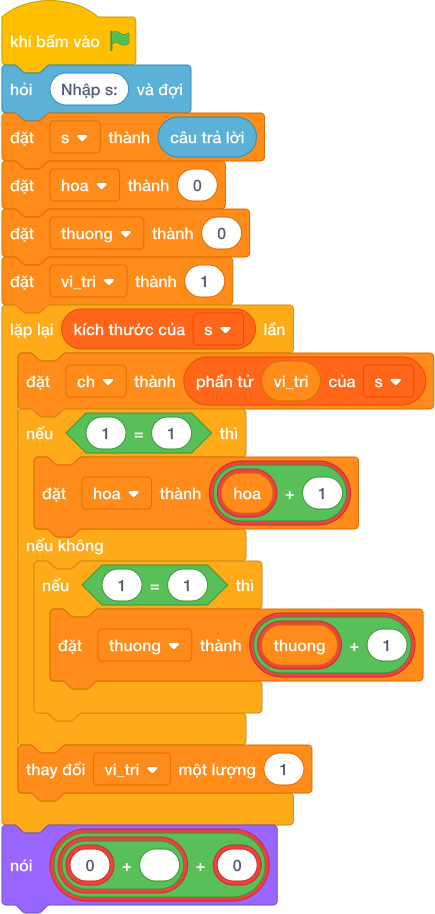 khi bấm vào
hỏi Nhập s: và đợi
đặt s thành câu trả lời
đặt hoa thành 0
đặt thuong thành 0
đặt vi_tri thành 1
lặp lại kích thước của s lần
đặt ch thành phần tử vi_tri của s
nếu 1 = 1 thì
đặt hoa thành hoa + 1
nếu không
nếu 1 = 1 thì
đặt thuong thành thuong + 1
thay đổi vi_tri một lượng 1
nói 0 + + 0